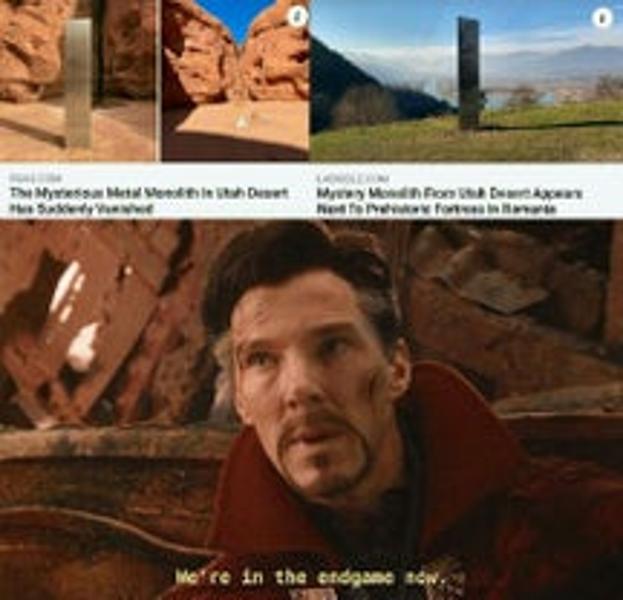 The Mysterious Metal Monolith In Utah Desert
Has Suddenly Vanished
Mystery Monolith From Utah Desert Appears
Next To Prehistoric Fortress In Romania
We're in the endgame now.